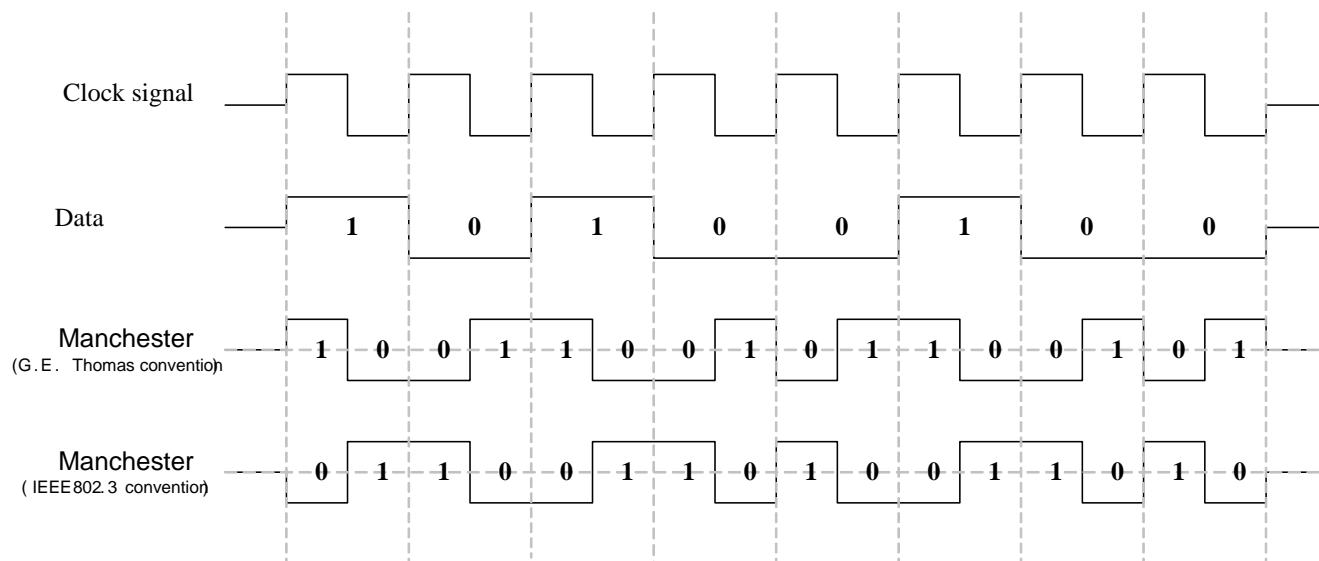 Clock signal
Data
1 0 1 0 0 1 0 0
Manchester
(G.E. Thomas convention)
1 0 0 1 1 0 0 1 0 1 1 0 0 1 0 1
Manchester
( IEEE802.3 convention)
0 1 1 0 0 1 1 0 1 0 0 1 1 0 1 0